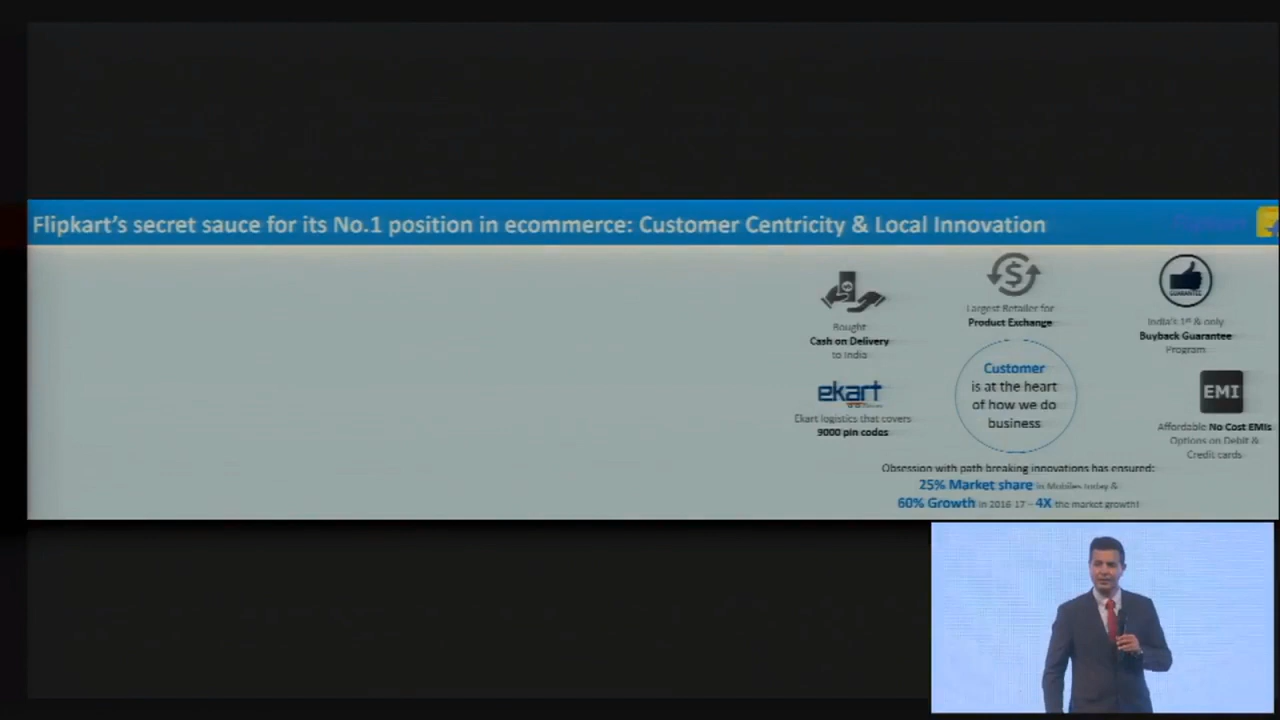 Flipkart's secret sauce for its No.1 position in ecommerce: Customer Centricity & Local Innovation
Flipkart
Bought
Cash on Delivery
to India
Largest Retailer for
Product Exchange
GUARANTEE
India's 1st & only
Buyback Guarantee
Program
ekart
Ekart logistics that covers
9000 pin codes
Customer
is at the heart
of how we do
business
EMI
Affordable No Cost EMIs
Options on Debit &
Credit cards
Obsession with path breaking innovations has ensured:
25% Market share in Mobiles today &
60% Growth in 2016-17 – 4X the market growth!